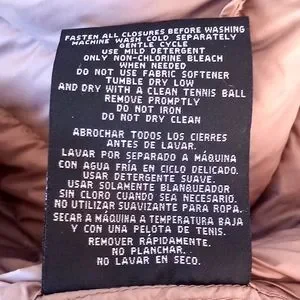 FASTEN ALL CLOSURES BEFORE WASHING
MACHINE WASH COLD SEPARATELY
GENTLE CYCLE
USE MILD DETERGENT
ONLY NON-CHLORINE BLEACH
WHEN NEEDED
DO NOT USE FABRIC SOFTENER
TUMBLE DRY LOW
AND DRY WITH A CLEAN TENNIS BALL
REMOVE PROMPTLY
DO NOT IRON
DO NOT DRY CLEAN
ABROCHAR TODOS LOS CIERRES
ANTES DE LAVAR.
LAVAR POR SEPARADO A MÁQUINA
CON AGUA FRÍA EN CICLO DELICADO.
USAR DETERGENTE SUAVE.
USAR SOLAMENTE BLANQUEADOR
SIN CLORO CUANDO SEA NECESARIO.
NO UTILIZAR SUAVIZANTE PARA ROPA.
SECAR A MÁQUINA A TEMPERATURA BAJA
Y CON UNA PELOTA DE TENIS.
REMOVER RÁPIDAMENTE.
NO PLANCHAR.
NO LAVAR EN SECO.